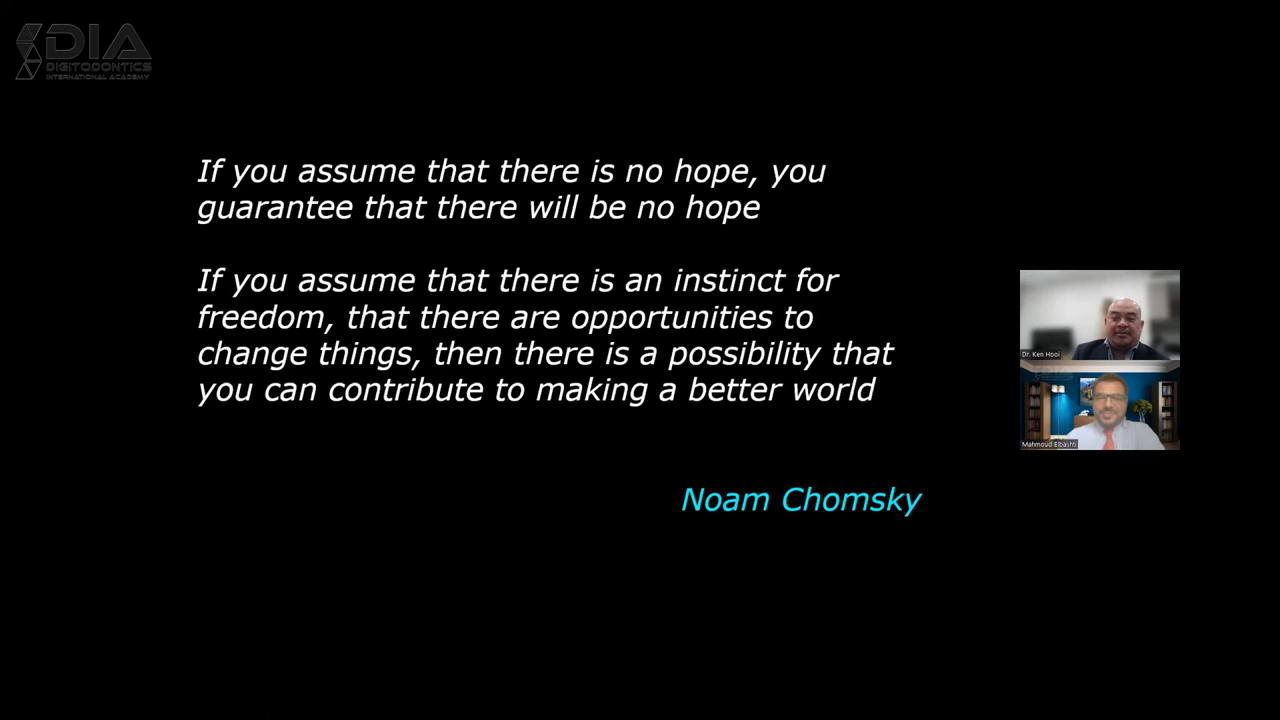 DIA
DIGITODONTICS
INTERNATIONAL ACADEMY
If you assume that there is no hope, you
guarantee that there will be no hope
If you assume that there is an instinct for
freedom, that there are opportunities to
change things, then there is a possibility that
you can contribute to making a better world
Noam Chomsky
Dr. Ken Hooi
Mahmoud Elbashti